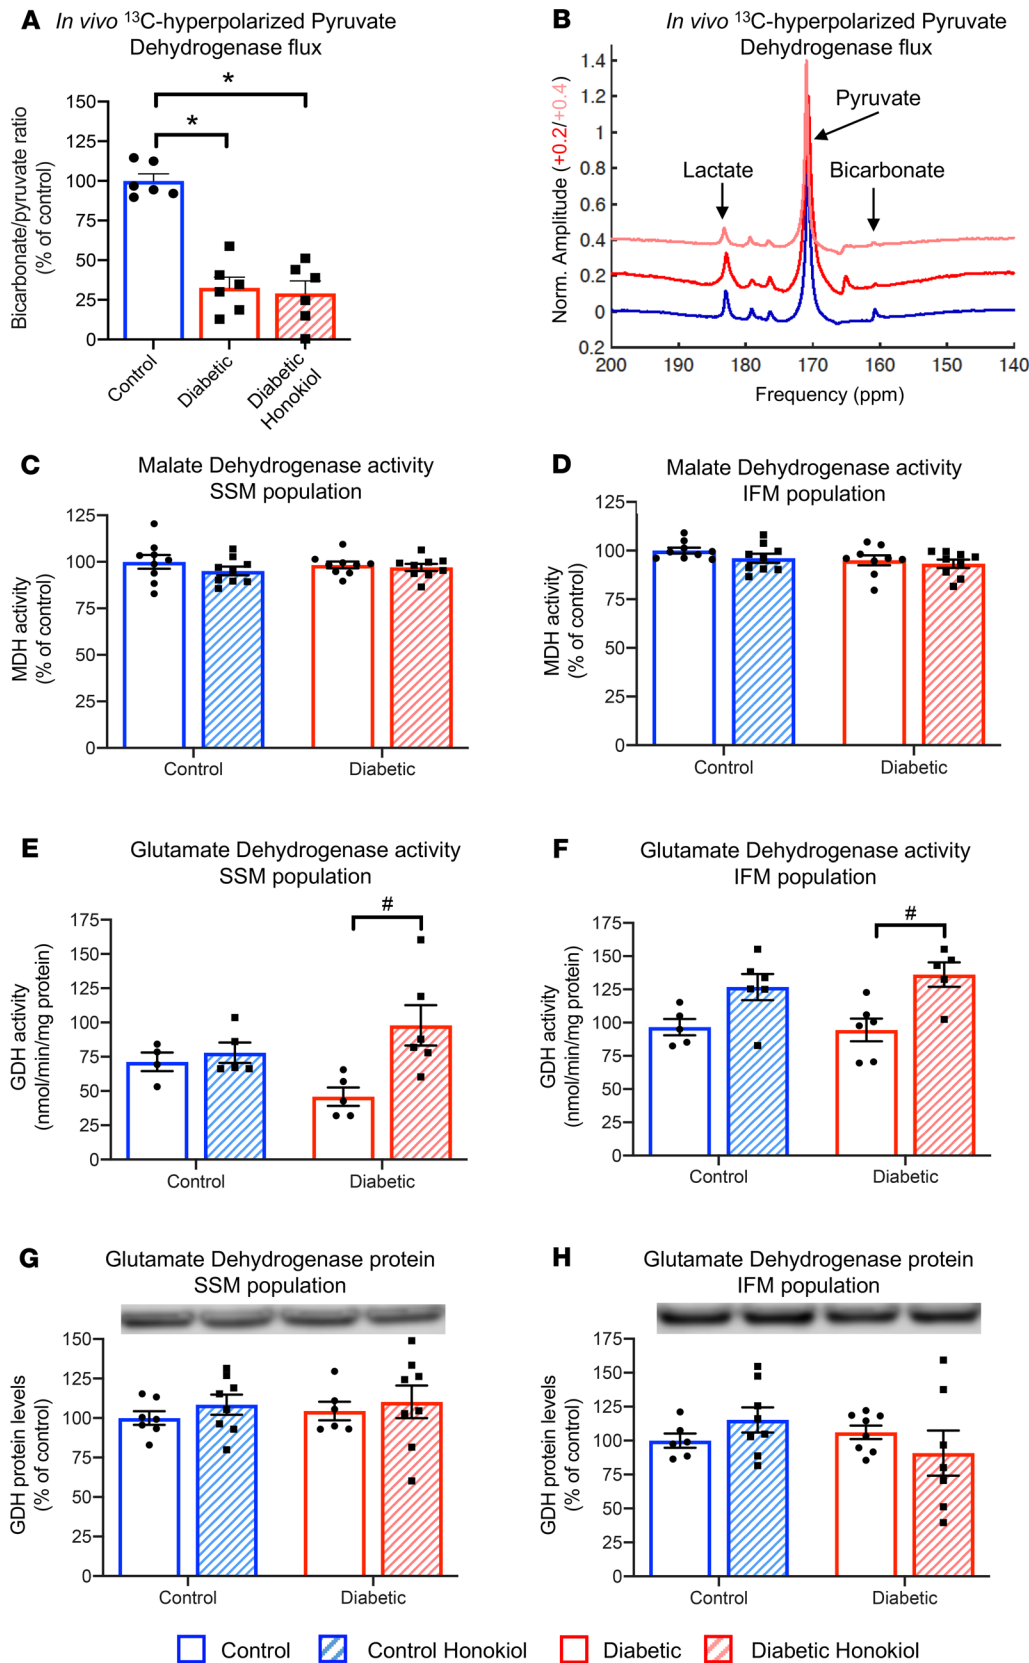 A
In vivo ¹³C-hyperpolarized Pyruvate
Dehydrogenase flux
Bicarbonate/pyruvate ratio
(% of control)
150
125
100
75
50
25
0
*
*
Control
Diabetic
Diabetic
Honokiol
B
In vivo ¹³C-hyperpolarized Pyruvate
Dehydrogenase flux
Norm. Amplitude (+0.2/+0.4)
1.4
1.2
1
0.8
0.6
0.4
0.2
0
0.2
Pyruvate
Lactate
Bicarbonate
200 190 180 170 160 150 140
Frequency (ppm)
C
Malate Dehydrogenase activity
SSM population
MDH activity
(% of control)
125
100
75
50
25
0
Control Diabetic
D
Malate Dehydrogenase activity
IFM population
MDH activity
(% of control)
125
100
75
50
25
0
Control Diabetic
E
Glutamate Dehydrogenase activity
SSM population
GDH activity
(nmol/min/mg protein)
175
125
100
75
50
25
0
#
Control Diabetic
F
Glutamate Dehydrogenase activity
IFM population
GDH activity
(nmol/min/mg protein)
175
150
125
100
75
50
25
0
#
Control Diabetic
G
Glutamate Dehydrogenase protein
SSM population
GDH protein levels
(% of control)
150
125
100
75
50
25
0
Control Diabetic
H
Glutamate Dehydrogenase protein
IFM population
GDH protein levels
(% of control)
175
150
125
100
75
50
25
0
Control Diabetic
Control Control Honokiol Diabetic Diabetic Honokiol